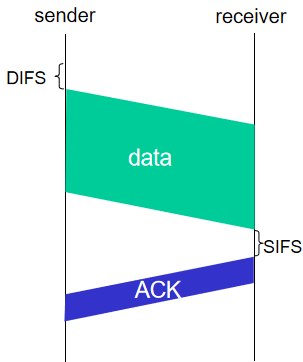 sender receiver
DIFS
data
SIFS
ACK